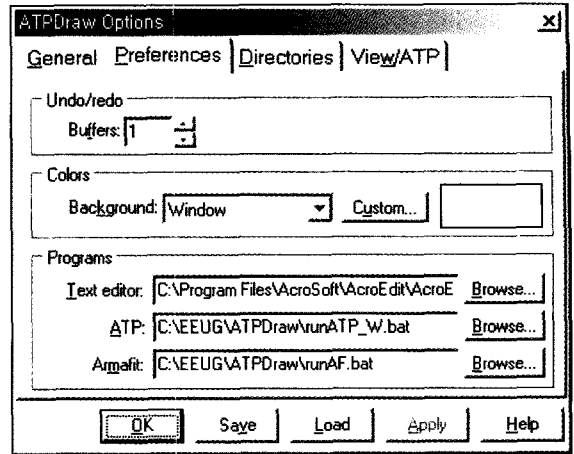 ATPDraw Options
General Preferences Directories View/ATP
Undo/redo
Buffers: 1
Colors
Background: Window Custom...
Programs
Text editor: C:\Program Files\AcroSoft\AcroEdit\AcroE Browse...
ATP: C:\EEUG\ATPDraw\runATP_W.bat Browse...
Armafit: C:\EEUG\ATPDraw\runAF.bat Browse...
OK Save Load Apply Help